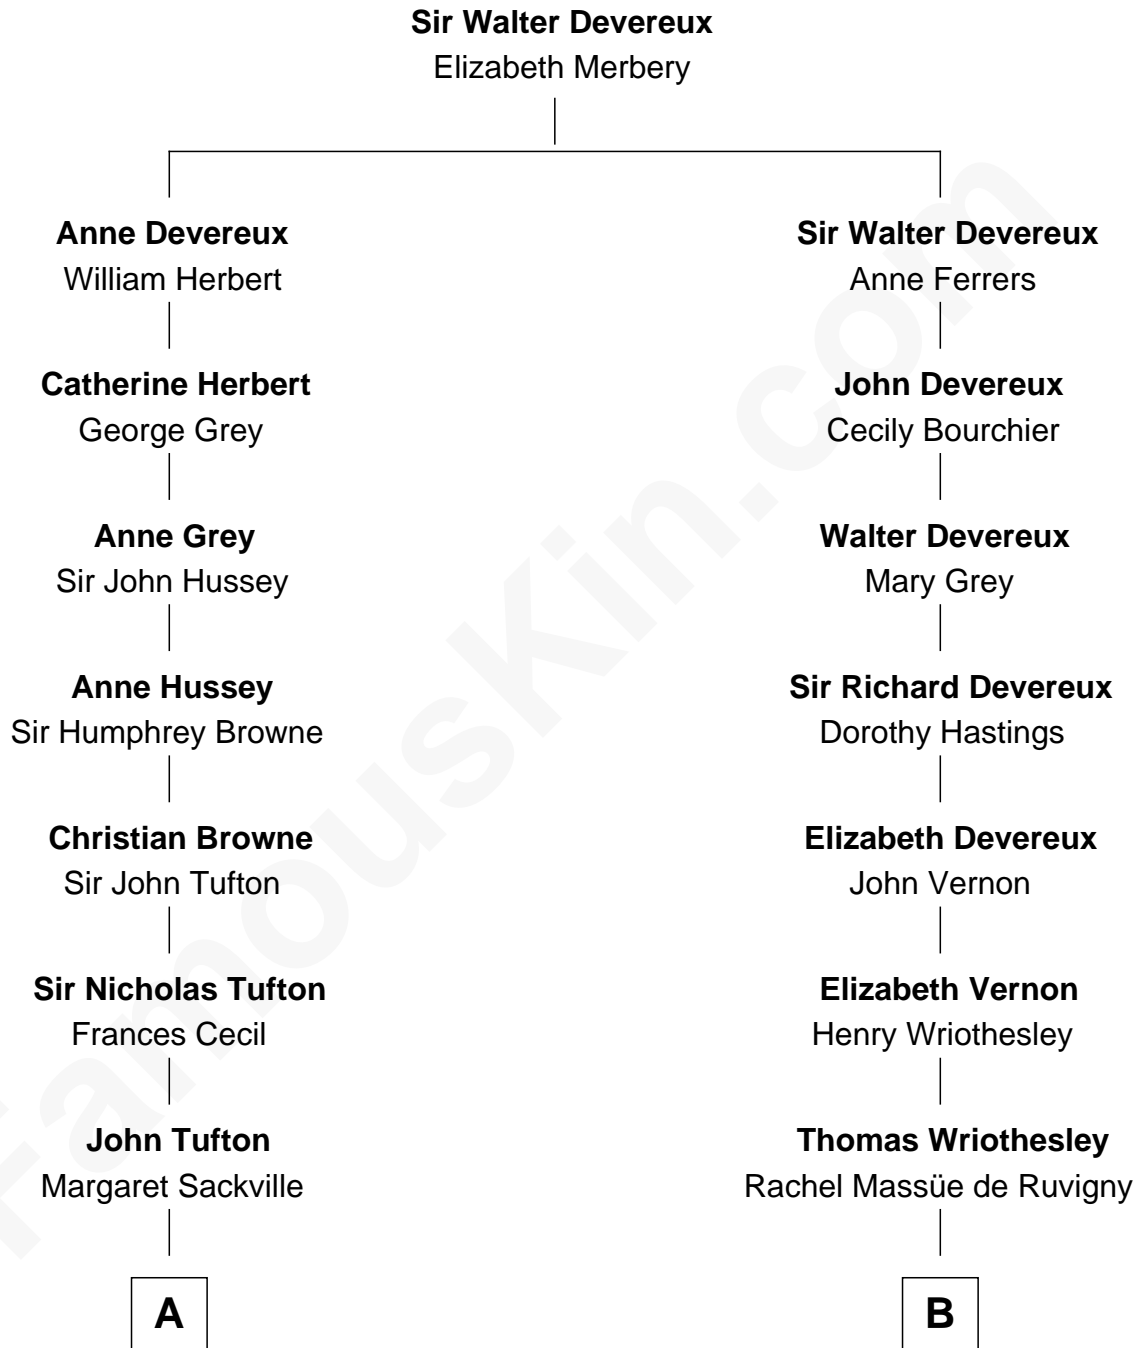 Sir Walter Devereux
Elizabeth Merbery
Anne Devereux
William Herbert
Sir Walter Devereux
Anne Ferrers
Catherine Herbert
George Grey
John Devereux
Cecily Bourchier
Anne Grey
Sir John Hussey
Walter Devereux
Mary Grey
Anne Hussey
Sir Humphrey Browne
Sir Richard Devereux
Dorothy Hastings
Christian Browne
Sir John Tufton
Elizabeth Devereux
John Vernon
Sir Nicholas Tufton
Frances Cecil
Elizabeth Vernon
Henry Wriothesley
John Tufton
Margaret Sackville
Thomas Wriothesley
Rachel Massüe de Ruvigny
A
B
FamousKin.com